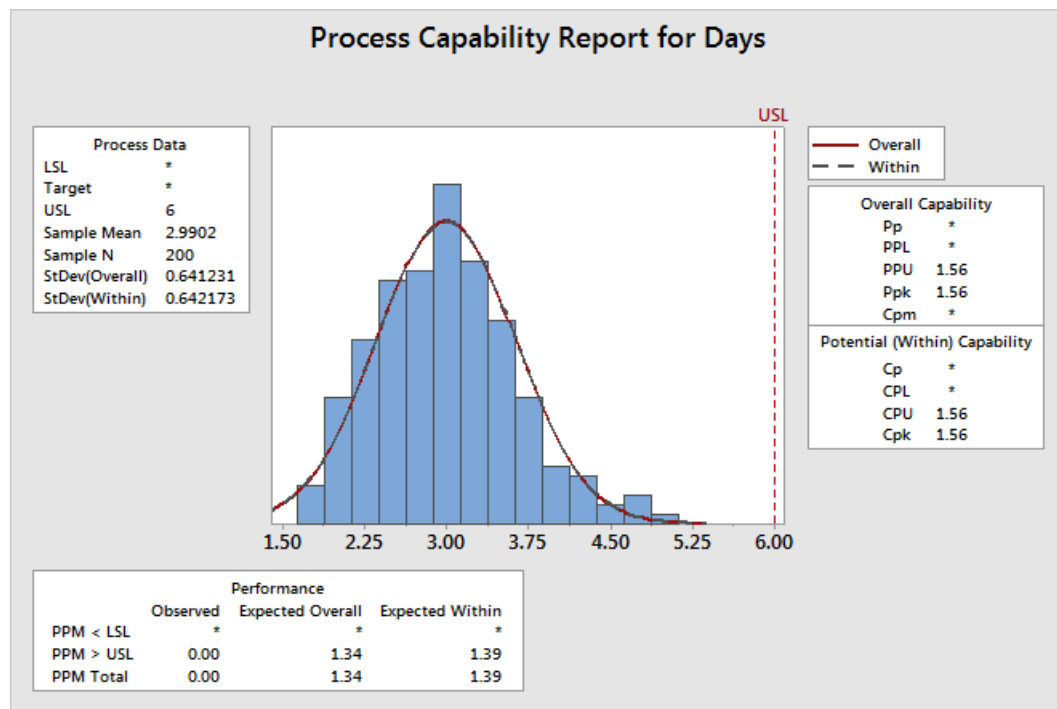 Process Capability Report for Days
USL
Process Data
LSL *
Target *
USL 6
Sample Mean 2.9902
Sample N 200
StDev(Overall) 0.641231
StDev(Within) 0.642173
Overall
Within
Overall Capability
Pp *
PPL *
PPU 1.56
Ppk 1.56
Cpm *
Potential (Within) Capability
Cp *
CPL *
CPU 1.56
Cpk 1.56
1.50 2.25 3.00 3.75 4.50 5.25 6.00
Performance
Observed Expected Overall Expected Within
PPM < LSL * * *
PPM > USL 0.00 1.34 1.39
PPM Total 0.00 1.34 1.39